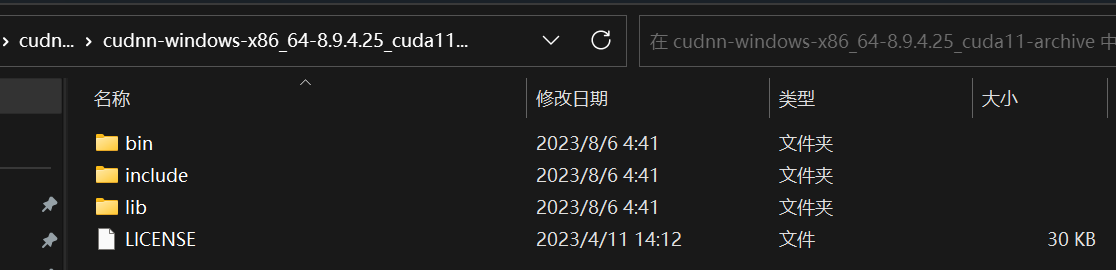 cudn... cudnn-windows-x86_64-8.9.4.25_cuda11... 在 cudnn-windows-x86_64-8.9.4.25_cuda11-archive 中
名称 修改日期 类型 大小
bin 2023/8/6 4:41 文件夹
include 2023/8/6 4:41 文件夹
lib 2023/8/6 4:41 文件夹
LICENSE 2023/4/11 14:12 文件 30 KB